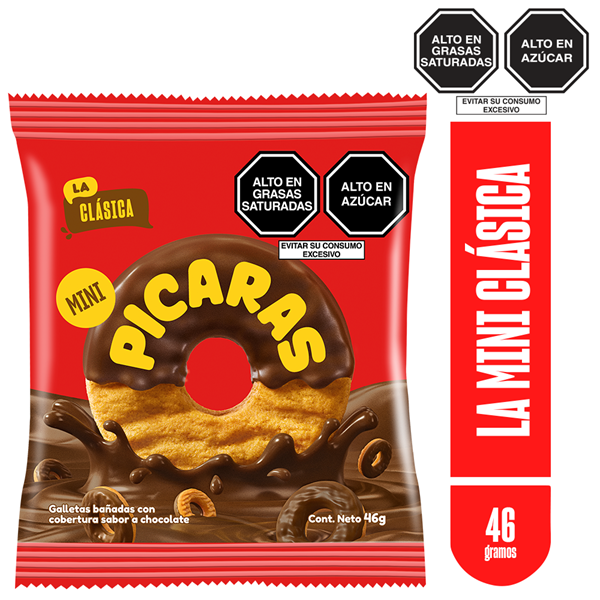 ALTO EN
GRASAS
SATURADAS
ALTO EN
AZÚCAR
EVITAR SU CONSUMO
EXCESIVO
LA
CLÁSICA
ALTO EN
GRASAS
SATURADAS
ALTO EN
AZÚCAR
EVITAR SU CONSUMO
EXCESIVO
MINI
PICARAS
Galletas bañadas con
cobertura sabor a chocolate
Cont. Neto 46g
LA MINI CLÁSICA
46
gramos